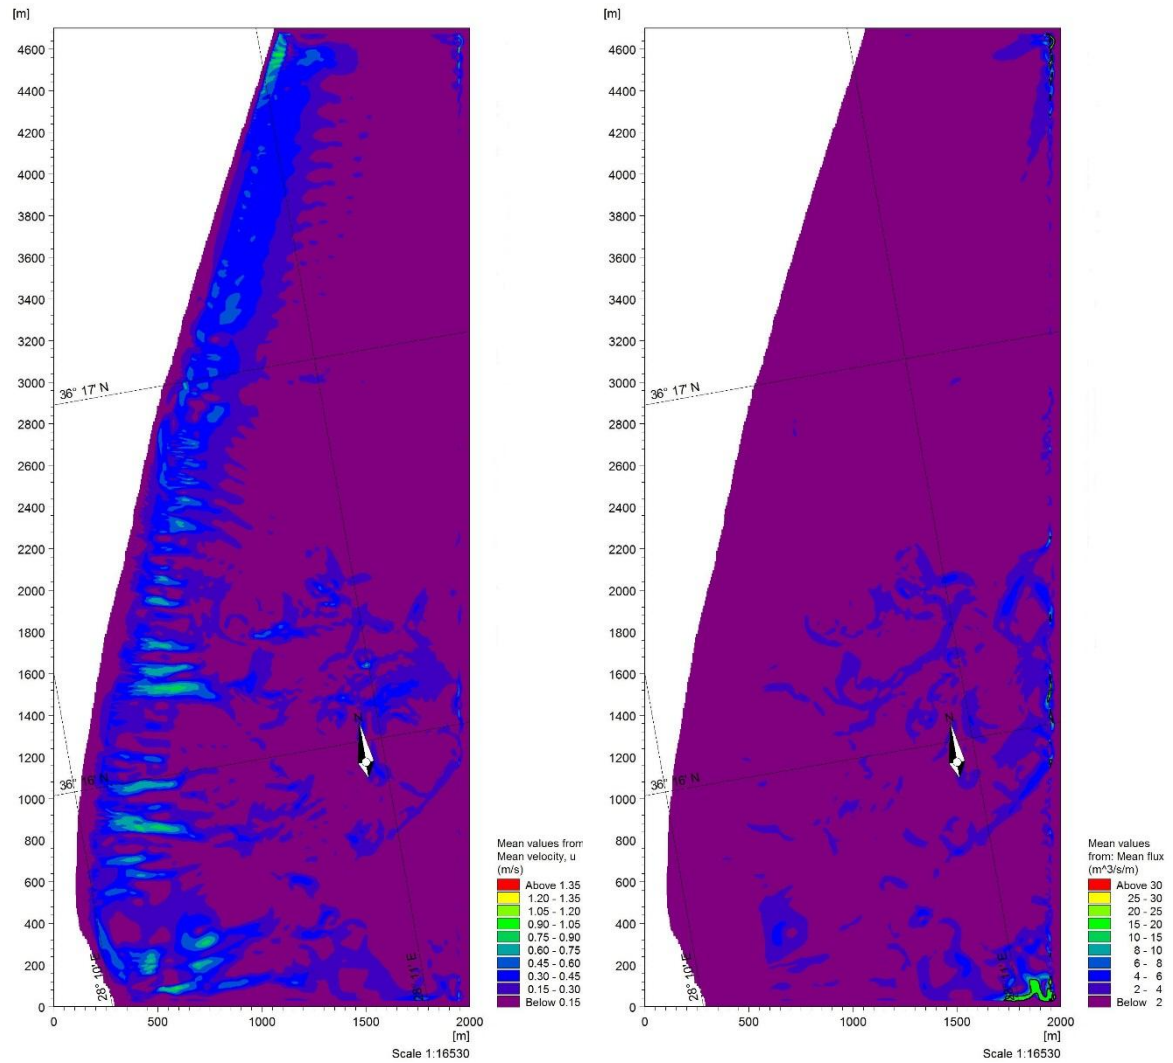 [m]
4600
4400
4200
4000
3800
3600
3400
3200
3000
2800
2600
2400
2200
2000
1800
1600
1400
1200
1000
800
600
400
200
0
36° 17' N
36° 16' N
28° 10' E
28° 11' E
N
0 500 1000 1500 2000
[m]
Scale 1:16530
Mean values from
Mean velocity, u
(m/s)
Above 1.35
1.20 - 1.35
1.05 - 1.20
0.90 - 1.05
0.75 - 0.90
0.60 - 0.75
0.45 - 0.60
0.30 - 0.45
0.15 - 0.30
Below 0.15
[m]
4600
4400
4200
4000
3800
3600
3400
3200
3000
2800
2600
2400
2200
2000
1800
1600
1400
1200
1000
800
600
400
200
0
36° 17' N
36° 16' N
28° 10' E
N
0 500 1000 1500 2000
[m]
Scale 1:16530
Mean values
from: Mean flux
(m^3/s/m)
Above 30
25 - 30
20 - 25
15 - 20
10 - 15
8 - 10
6 - 8
4 - 6
2 - 4
Below 2